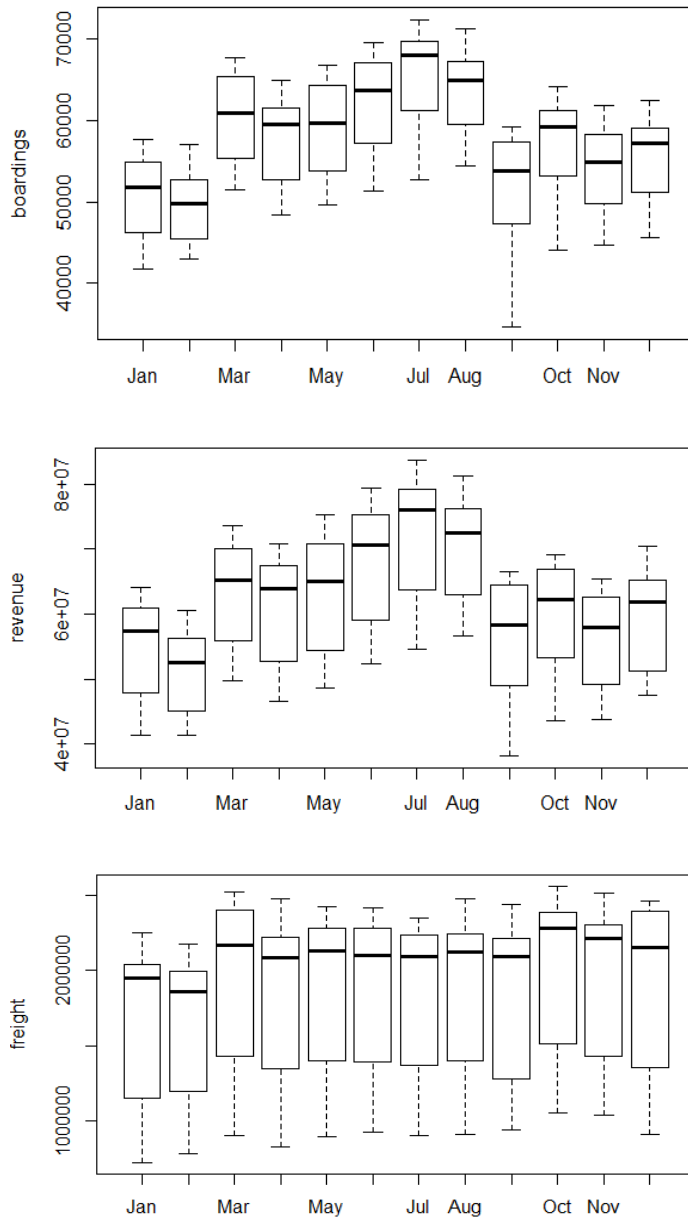 boardings
70000
60000
50000
40000
Jan Mar May Jul Aug Oct Nov
revenue
8e+07
6e+07
4e+07
Jan Mar May Jul Aug Oct Nov
freight
2000000
1000000
Jan Mar May Jul Aug Oct Nov